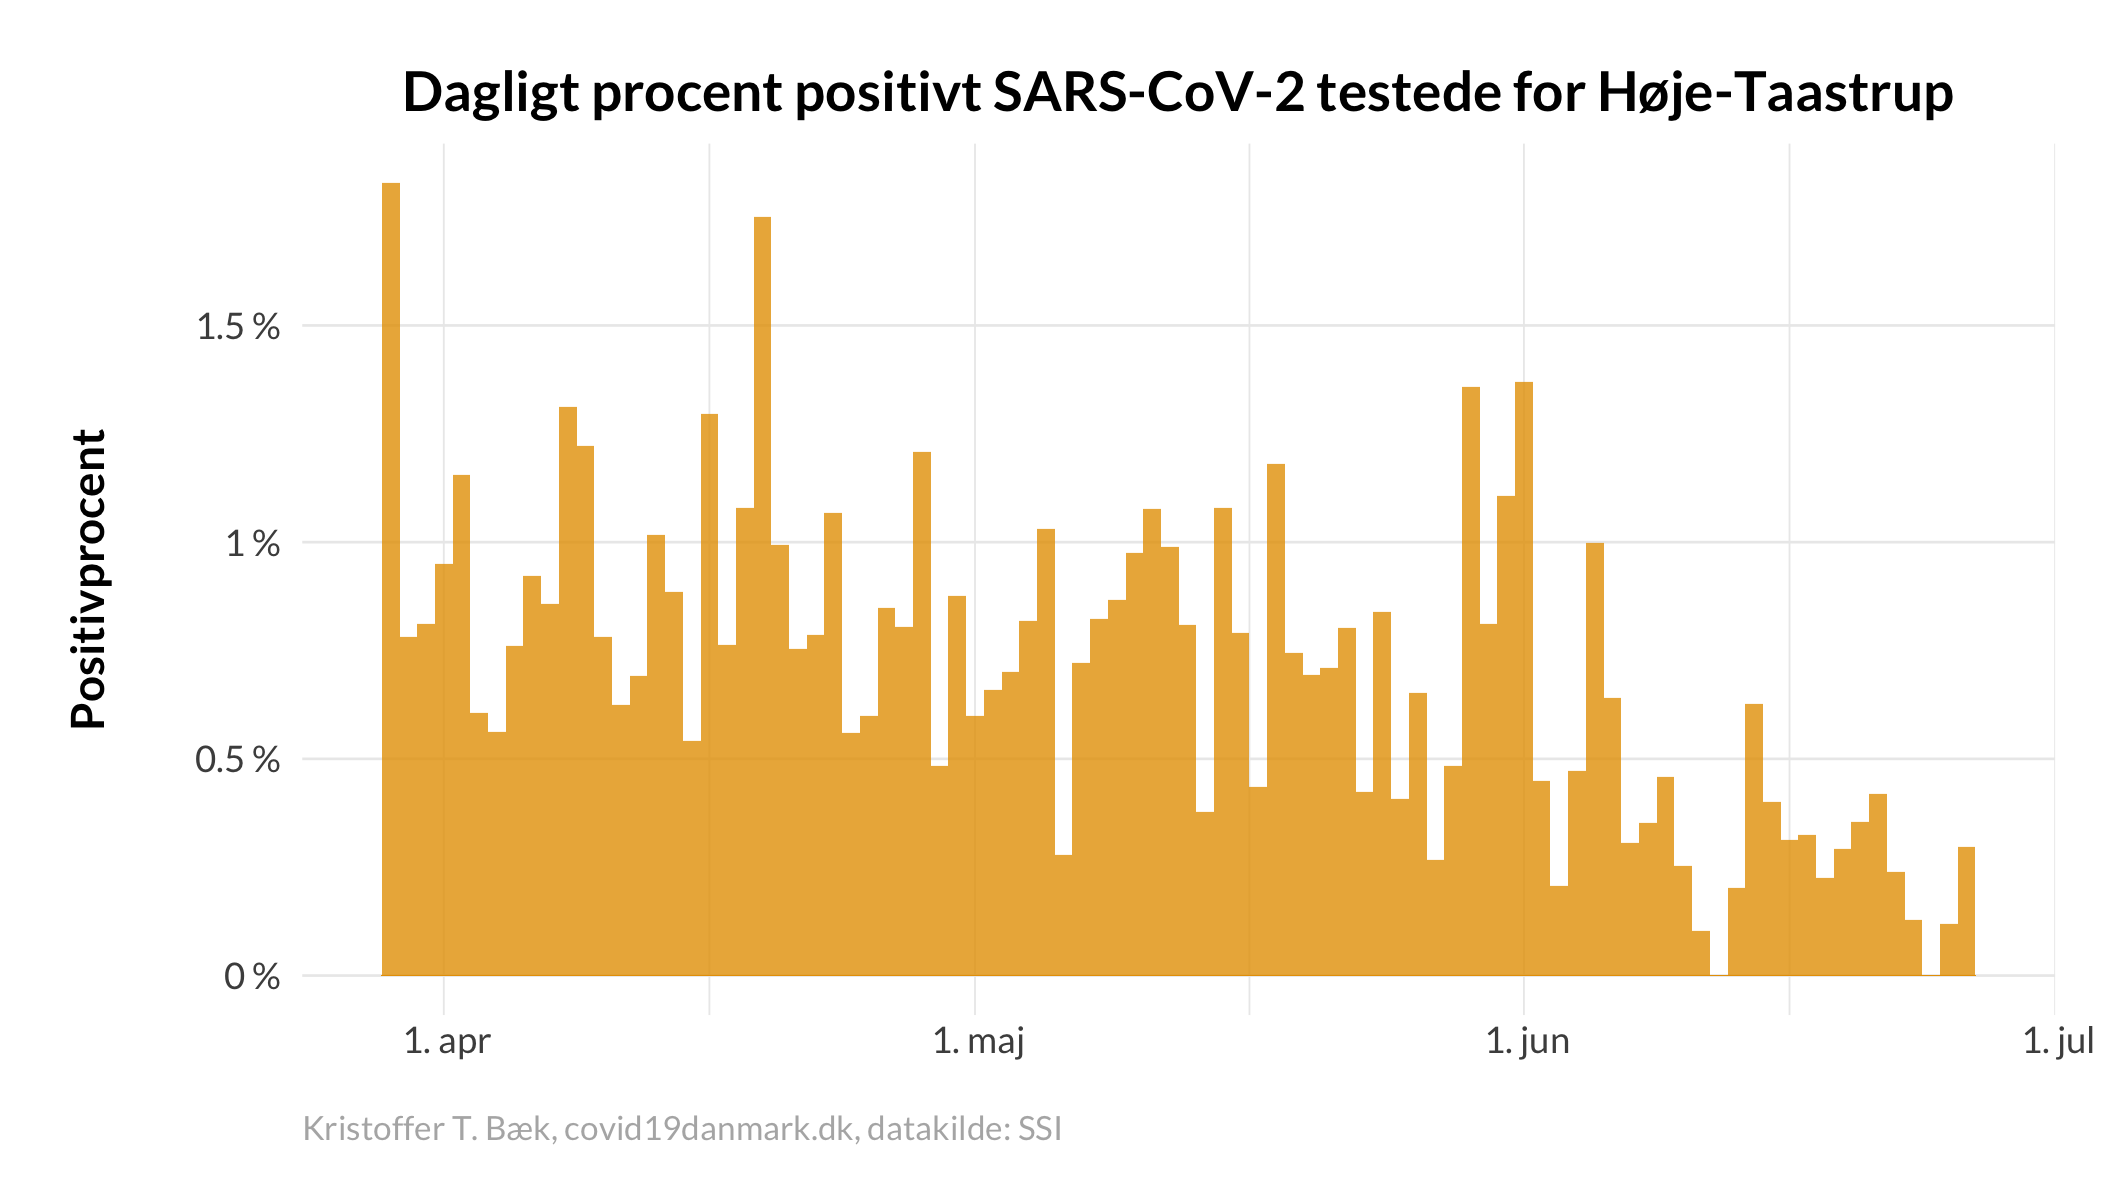 Dagligt procent positivt SARS-CoV-2 testede for Høje-Taastrup
Positivprocent
1.5 %
1 %
0.5 %
0 %
1. apr
1. maj
1. jun
1. jul
Kristoffer T. Bæk, covid19danmark.dk, datakilde: SSI